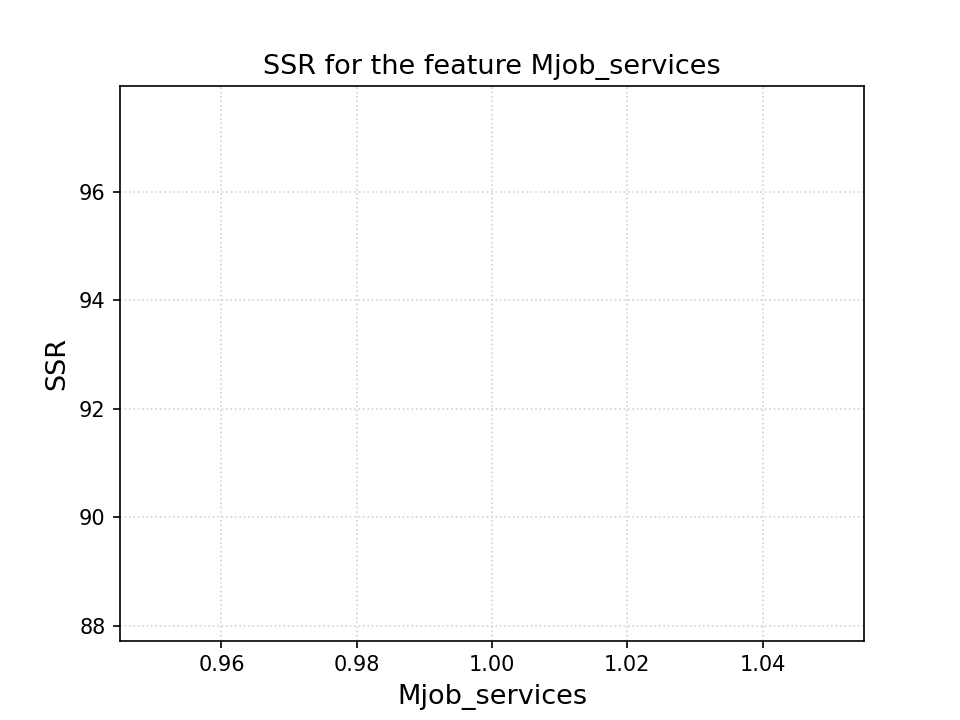 SSR for the feature Mjob_services
96
94
92
90
88
SSR
0.96 0.98 1.00 1.02 1.04
Mjob_services